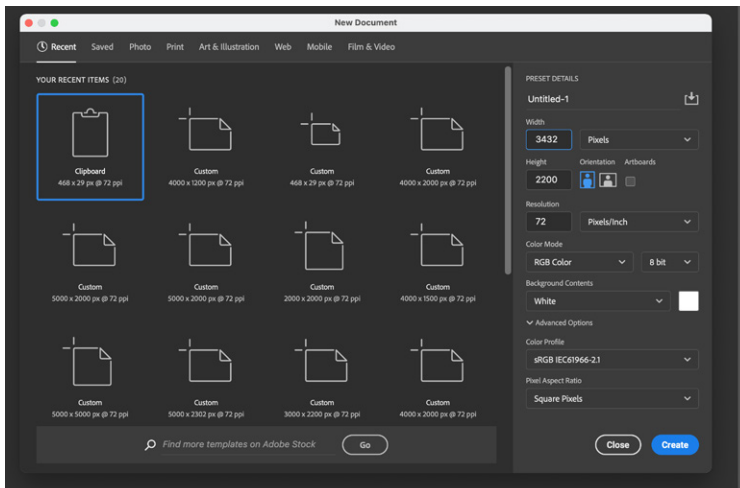 New Document
Recent Saved Photo Print Art & Illustration Web Mobile Film & Video
YOUR RECENT ITEMS (20)
Clipboard
468 x 29 px @ 72 ppi
Custom
4000 x 1200 px @ 72 ppi
Custom
468 x 29 px @ 72 ppi
Custom
4000 x 2000 px @ 72 ppi
Custom
5000 x 2000 px @ 72 ppi
Custom
5000 x 2000 px @ 72 ppi
Custom
2000 x 2000 px @ 72 ppi
Custom
4000 x 1500 px @ 72 ppi
Custom
5000 x 5000 px @ 72 ppi
Custom
5000 x 2302 px @ 72 ppi
Custom
3000 x 2200 px @ 72 ppi
Custom
4000 x 2000 px @ 72 ppi
Find more templates on Adobe Stock Go
PRESET DETAILS
Untitled-1
Width
3432 Pixels
Height Orientation Artboards
2200
Resolution
72 Pixels/Inch
Color Mode
RGB Color 8 bit
Background Contents
White
Advanced Options
Color Profile
sRGB IEC61966-2.1
Pixel Aspect Ratio
Square Pixels
Close Create